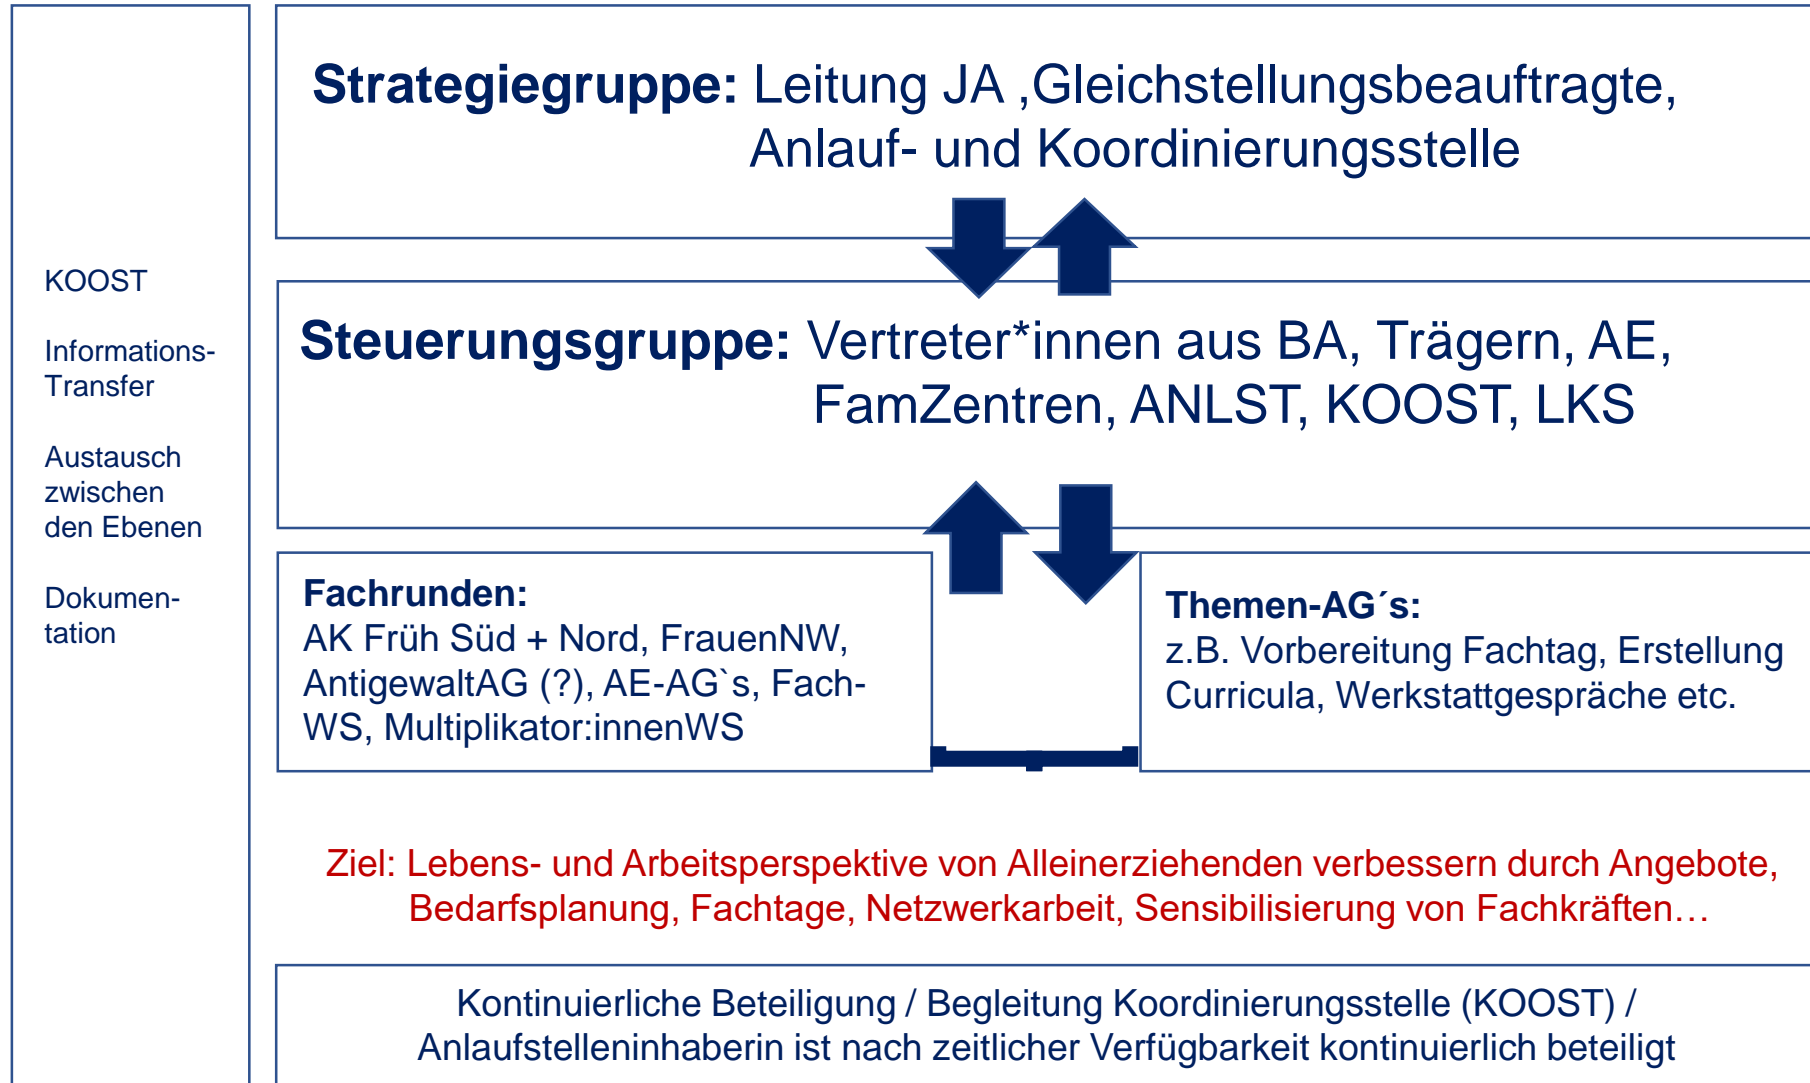 KOOST
Informations-
Transfer
Austausch
zwischen
den Ebenen
Dokumen-
tation
Strategiegruppe: Leitung JA ,Gleichstellungsbeauftragte,
Anlauf- und Koordinierungsstelle
Steuerungsgruppe: Vertreter*innen aus BA, Trägern, AE,
FamZentren, ANLST, KOOST, LKS
Fachrunden:
AK Früh Süd + Nord, FrauenNW,
AntigewaltAG (?), AE-AG`s, Fach-
WS, Multiplikator:innenWS
Themen-AG´s:
z.B. Vorbereitung Fachtag, Erstellung
Curricula, Werkstattgespräche etc.
Ziel: Lebens- und Arbeitsperspektive von Alleinerziehenden verbessern durch Angebote,
Bedarfsplanung, Fachtage, Netzwerkarbeit, Sensibilisierung von Fachkräften…
Kontinuierliche Beteiligung / Begleitung Koordinierungsstelle (KOOST) /
Anlaufstelleninhaberin ist nach zeitlicher Verfügbarkeit kontinuierlich beteiligt